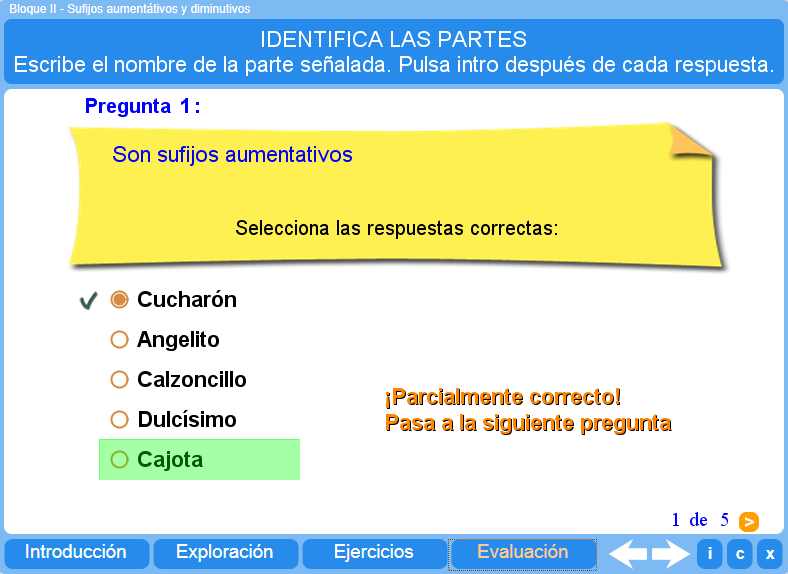 Bloque II - Sufijos aumentátivos y diminutivos
IDENTIFICA LAS PARTES
Escribe el nombre de la parte señalada. Pulsa intro después de cada respuesta.
Pregunta 1:
Son sufijos aumentativos
Selecciona las respuestas correctas:
Cucharón
Angelito
Calzoncillo
Dulcísimo
Cajota
¡Parcialmente correcto!
Pasa a la siguiente pregunta
1 de 5 >
Introducción Exploración Ejercicios Evaluación i c x